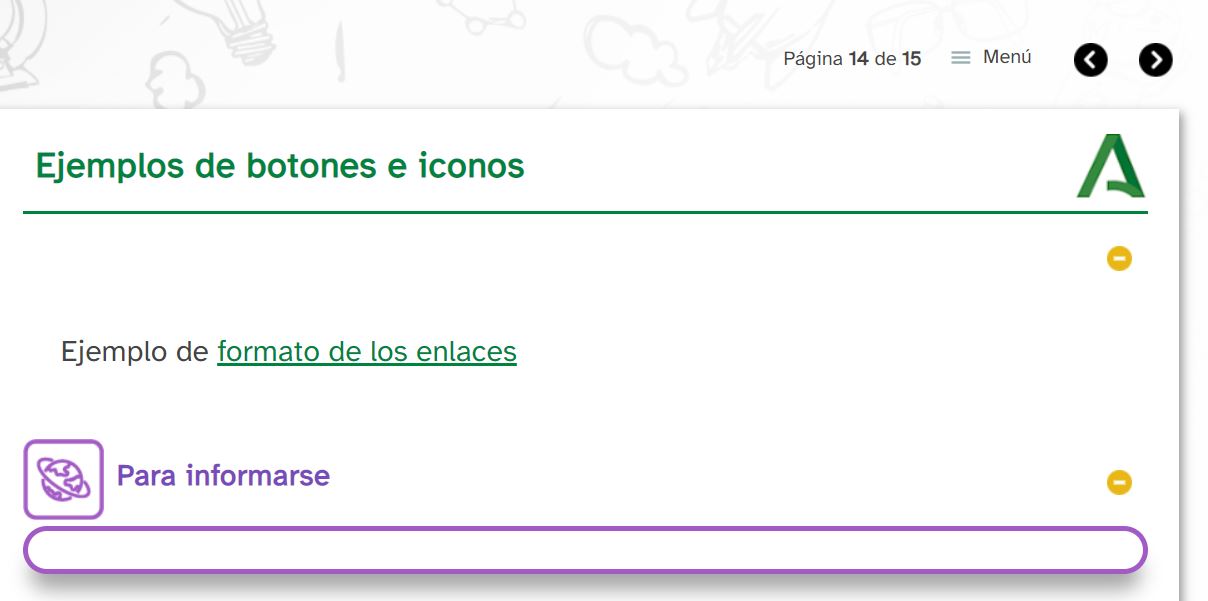 Página 14 de 15
Menú
Ejemplos de botones e iconos
Ejemplo de formato de los enlaces
Para informarse